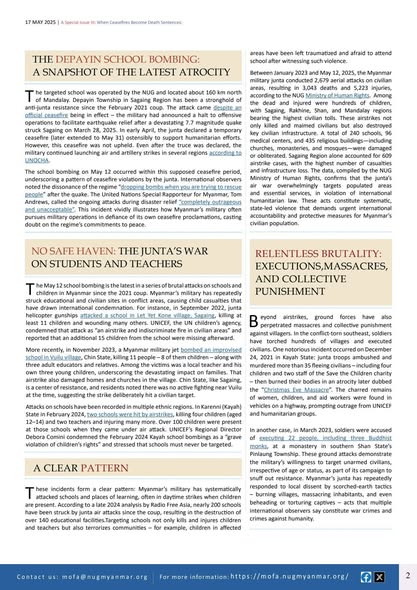 17 MAY 2025 | A Special Issue III: When Ceasefires Become Death Sentences
THE DEPAYIN SCHOOL BOMBING:
A SNAPSHOT OF THE LATEST ATROCITY
The targeted school was operated by the NUG and located about 160 km north
of Mandalay. Depayin Township in Sagaing Region has been a stronghold of
anti-junta resistance since the February 2021 coup. The attack came despite an
official ceasefire being in effect – the military had announced a halt to offensive
operations to facilitate earthquake relief after a devastating 7.7 magnitude quake
struck Sagaing on March 28, 2025. In early April, the junta declared a temporary
ceasefire (later extended to May 31) ostensibly to support humanitarian efforts.
However, this ceasefire was not upheld. Even after the truce was declared, the
military continued launching air and artillery strikes in several regions according
to UNOCHA.
The school bombing on May 12 occurred within this supposed ceasefire period,
underscoring a pattern of ceasefire violations by the junta. International observers
noted the dissonance of the regime "dropping bombs when you are trying to rescue
people" after the quake. The United Nations Special Rapporteur for Myanmar, Tom
Andrews, called the ongoing attacks during disaster relief "completely outrageous
and unacceptable". This incident vividly illustrates how Myanmar's military often
pursues military operations in defiance of its own ceasefire proclamations, casting
doubt on the regime's commitments to peace.
NO SAFE HAVEN: THE JUNTA'S WAR
ON STUDENTS AND TEACHERS
The May 12 school bombing is the latest in a series of brutal attacks on schools and
children in Myanmar since the 2021 coup. Myanmar's military has repeatedly
struck educational and civilian sites in conflict areas, causing child casualties that
have drawn international condemnation. For instance, in September 2022, junta
helicopter gunships attacked a school in Let Yet Kone village, Sagaing, killing at
least 11 children and wounding many others. UNICEF, the UN children's agency,
condemned that attack as "an airstrike and indiscriminate fire in civilian areas" and
reported that an additional 15 children from the school were missing afterward.
More recently, in November 2023, a Myanmar military jet bombed an improvised
school in Vuilu village, Chin State, killing 11 people – 8 of them children – along with
three adult educators and relatives. Among the victims was a local teacher and his
own three young children, underscoring the devastating impact on families. That
airstrike also damaged homes and churches in the village. Chin State, like Sagaing,
is a center of resistance, and residents noted there was no active fighting near Vuilu
at the time, suggesting the strike deliberately hit a civilian target.
Attacks on schools have been recorded in multiple ethnic regions. In Karenni (Kayah)
State in February 2024, two schools were hit by airstrikes, killing four children (aged
12–14) and two teachers and injuring many more. Over 100 children were present
at those schools when they came under air attack. UNICEF's Regional Director
Debora Comini condemned the February 2024 Kayah school bombings as a "grave
violation of children's rights" and stressed that schools must never be targeted.
A CLEAR PATTERN
These incidents form a clear pattern: Myanmar's military has systematically
attacked schools and places of learning, often in daytime strikes when children
are present. According to a late 2024 analysis by Radio Free Asia, nearly 200 schools
have been struck by junta air attacks since the coup, resulting in the destruction of
over 140 educational facilities.Targeting schools not only kills and injures children
and teachers but also terrorizes communities – for example, children in affected
areas have been left traumatized and afraid to attend
school after witnessing such violence.
Between January 2023 and May 12, 2025, the Myanmar
military junta conducted 2,679 aerial attacks on civilian
areas, resulting in 3,043 deaths and 5,223 injuries,
according to the NUG Ministry of Human Rights. Among
the dead and injured were hundreds of children,
with Sagaing, Rakhine, Shan, and Mandalay regions
bearing the highest civilian tolls. These airstrikes not
only killed and maimed civilians but also destroyed
key civilian infrastructure. A total of 240 schools, 96
medical centers, and 435 religious buildings—including
churches, monasteries, and mosques—were damaged
or obliterated. Sagaing Region alone accounted for 609
airstrike cases, with the highest number of casualties
and infrastructure loss. The data, compiled by the NUG
Ministry of Human Rights, confirms that the junta's
air war overwhelmingly targets populated areas
and essential services, in violation of international
humanitarian law. These acts constitute systematic,
state-led violence that demands urgent international
accountability and protective measures for Myanmar's
civilian population.
RELENTLESS BRUTALITY:
EXECUTIONS,MASSACRES,
AND COLLECTIVE
PUNISHMENT
Beyond airstrikes, ground forces have also
perpetrated massacres and collective punishment
against villagers. In the conflict-torn southeast, soldiers
have torched hundreds of villages and executed
civilians. One notorious incident occurred on December
24, 2021 in Kayah State: junta troops ambushed and
murdered more than 35 fleeing civilians – including four
children and two staff of the Save the Children charity
– then burned their bodies in an atrocity later dubbed
the "Christmas Eve Massacre". The charred remains
of women, children, and aid workers were found in
vehicles on a highway, prompting outrage from UNICEF
and humanitarian groups.
In another case, in March 2023, soldiers were accused
of executing 22 people, including three Buddhist
monks, at a monastery in southern Shan State's
Pinlaung Township. These ground attacks demonstrate
the military's willingness to target unarmed civilians,
irrespective of age or status, as part of its campaign to
snuff out resistance. Myanmar's junta has repeatedly
responded to local dissent by scorched-earth tactics
– burning villages, massacring inhabitants, and even
beheading or torturing captives – acts that multiple
international observers say constitute war crimes and
crimes against humanity.
Contact us: mofa@nugmyanmar.org | For more information: https://mofa.nugmyanmar.org/
2